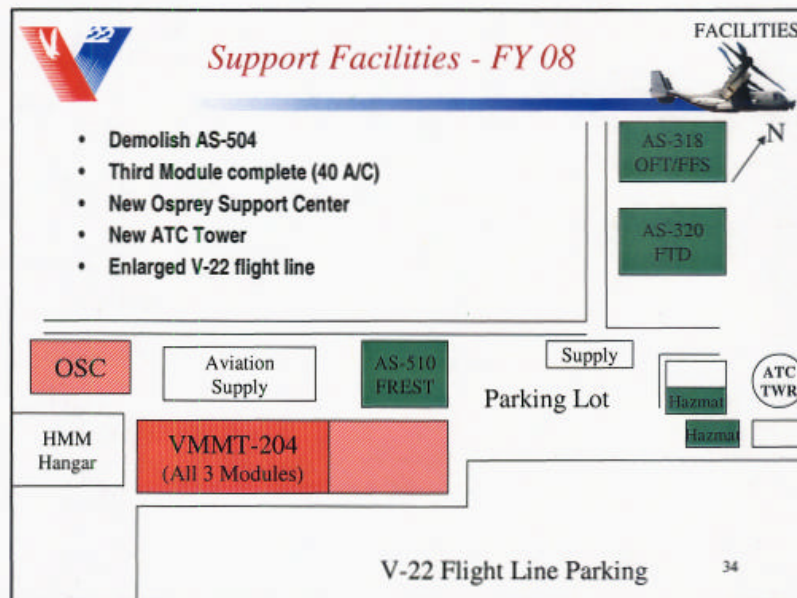 V 22
Support Facilities - FY 08
FACILITIES
N
• Demolish AS-504
• Third Module complete (40 A/C)
• New Osprey Support Center
• New ATC Tower
• Enlarged V-22 flight line
AS-318
OFT/FFS
AS-320
FTD
OSC
Aviation
Supply
AS-510
FREST
Supply
Parking Lot
Hazmat
ATC
TWR
Hazmat
HMM
Hangar
VMMT-204
(All 3 Modules)
V-22 Flight Line Parking
34